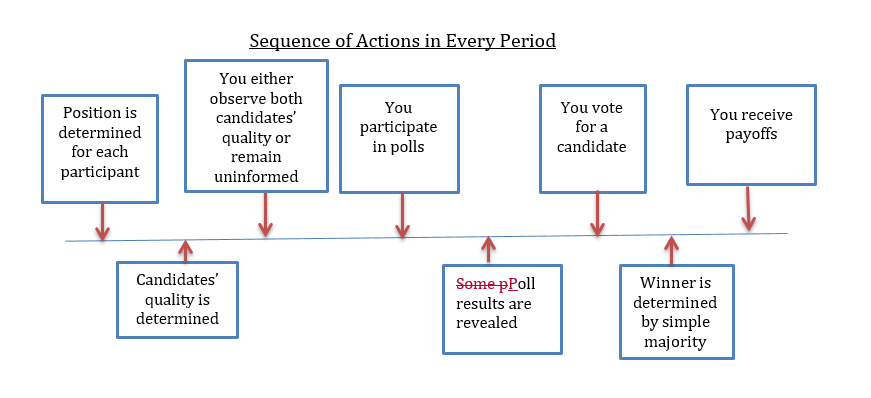 Sequence of Actions in Every Period
Position is
determined
for each
participant
You either
observe both
candidates'
quality or
remain
uninformed
You
participate
in polls
You vote
for a
candidate
You receive
payoffs
Candidates'
quality is
determined
Some pPoll
results are
revealed
Winner is
determined
by simple
majority